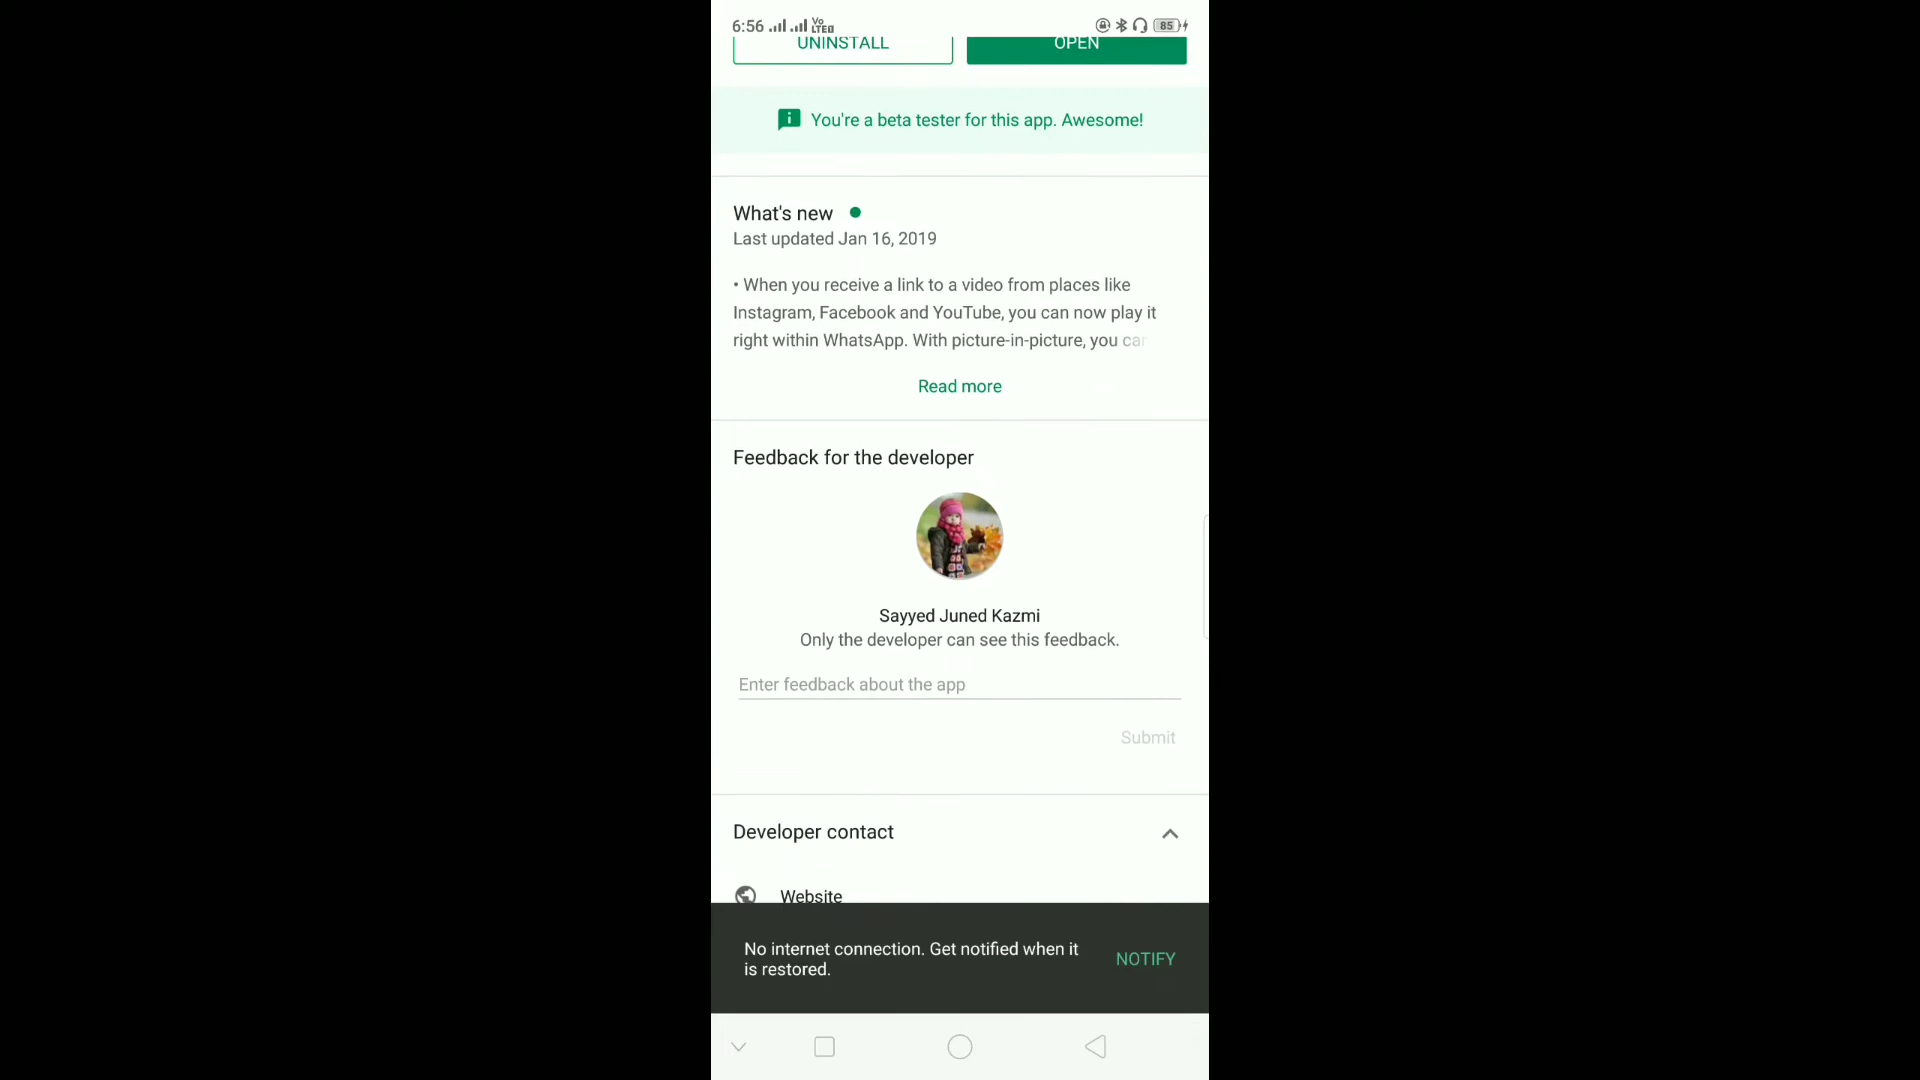 6:56 Vo LTE 85
UNINSTALL OPEN
You're a beta tester for this app. Awesome!
What's new
Last updated Jan 16, 2019
• When you receive a link to a video from places like
Instagram, Facebook and YouTube, you can now play it
right within WhatsApp. With picture-in-picture, you can
Read more
Feedback for the developer
Sayyed Juned Kazmi
Only the developer can see this feedback.
Enter feedback about the app
Submit
Developer contact
Website
No internet connection. Get notified when it
is restored.
NOTIFY